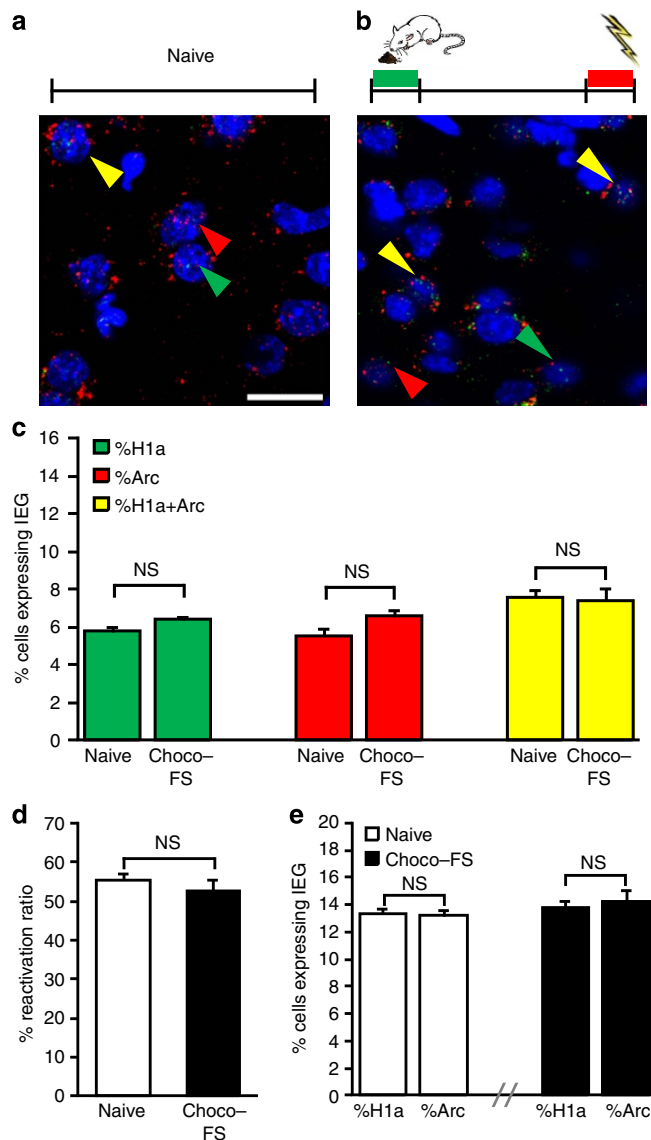 a
Naive
b
c
% cells expressing IEG
16
14
12
10
8
6
4
2
0
%H1a
%Arc
%H1a+Arc
NS
NS
NS
Naive
Choco–
FS
Naive
Choco–
FS
Naive
Choco–
FS
d
% reactivation ratio
70
60
50
40
30
20
10
0
NS
Naive
Choco–
FS
e
% cells expressing IEG
20
18
16
14
12
10
8
6
4
2
0
Naive
Choco–FS
NS
NS
%H1a
%Arc
%H1a
%Arc